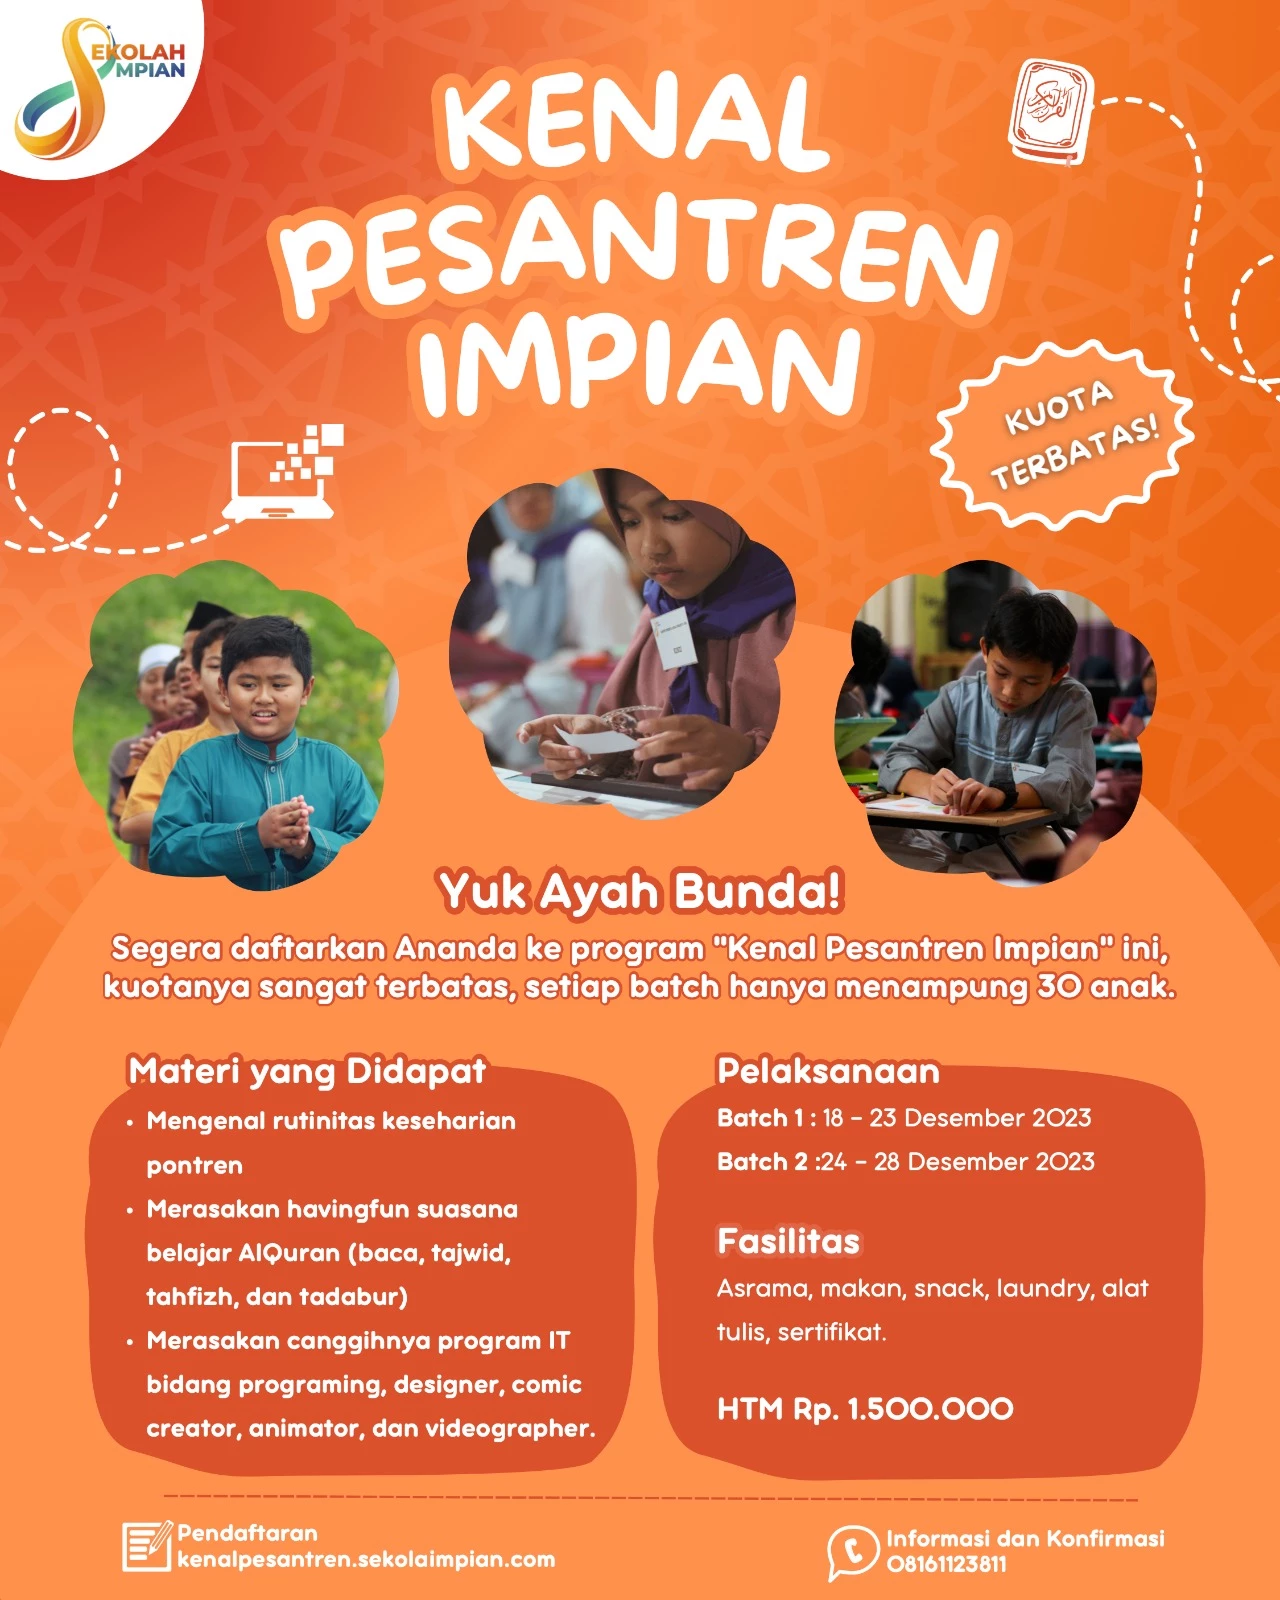 SEKOLAH
IMPIAN
KENAL
PESANTREN
IMPIAN
KUOTA
TERBATAS!
Yuk Ayah Bunda!
Segera daftarkan Ananda ke program "Kenal Pesantren Impian" ini,
kuotanya sangat terbatas, setiap batch hanya menampung 30 anak.
Materi yang Didapat
• Mengenal rutinitas keseharian
pontren
• Merasakan havingfun suasana
belajar AlQuran (baca, tajwid,
tahfizh, dan tadabur)
• Merasakan canggihnya program IT
bidang programing, designer, comic
creator, animator, dan videographer.
Pelaksanaan
Batch 1 : 18 - 23 Desember 2023
Batch 2 :24 - 28 Desember 2023
Fasilitas
Asrama, makan, snack, laundry, alat
tulis, sertifikat.
HTM Rp. 1.500.000
Pendaftaran
kenalpesantren.sekolaimpian.com
Informasi dan Konfirmasi
08161123811